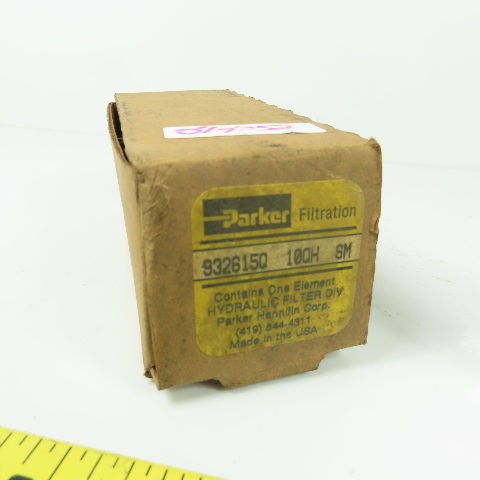 Parker Filtration
932615Q 10QH SM
Contains One Element
HYDRAULIC FILTER DIV.
Parker Hannifin Corp.
(419) 644-4311
Made in the USA